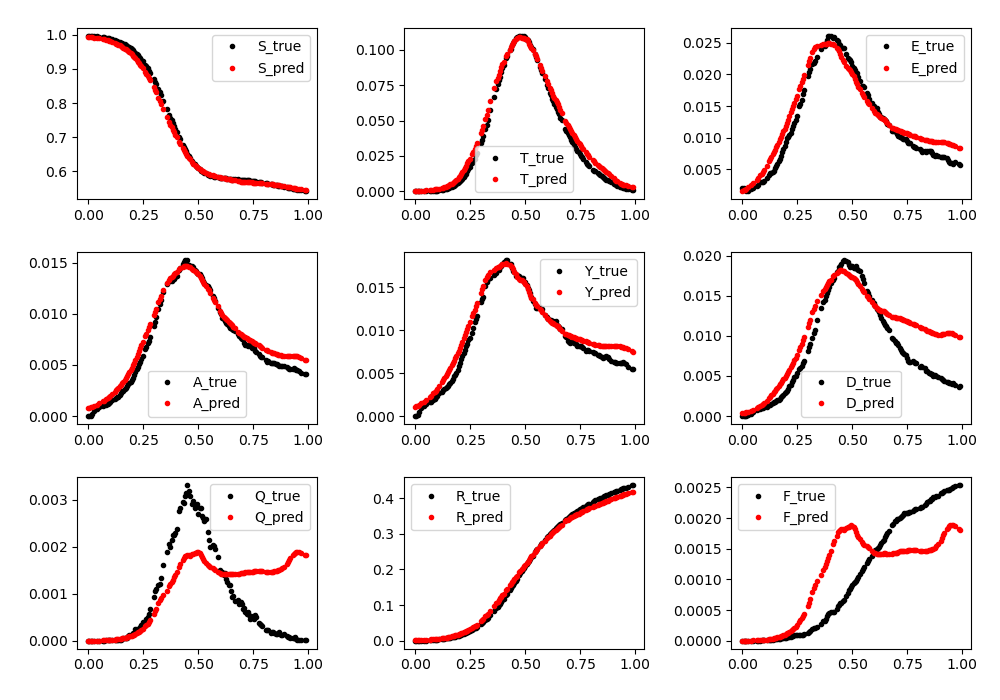 1.0
0.9
0.8
0.7
0.6
0.00 0.25 0.50 0.75 1.00
S_true
S_pred
0.100
0.075
0.050
0.025
0.000
0.00 0.25 0.50 0.75 1.00
T_true
T_pred
0.025
0.020
0.015
0.010
0.005
0.00 0.25 0.50 0.75 1.00
E_true
E_pred
0.015
0.010
0.005
0.000
0.00 0.25 0.50 0.75 1.00
A_true
A_pred
0.015
0.010
0.005
0.000
0.00 0.25 0.50 0.75 1.00
Y_true
Y_pred
0.020
0.015
0.010
0.005
0.000
0.00 0.25 0.50 0.75 1.00
D_true
D_pred
0.003
0.002
0.001
0.000
0.00 0.25 0.50 0.75 1.00
Q_true
Q_pred
0.4
0.3
0.2
0.1
0.0
0.00 0.25 0.50 0.75 1.00
R_true
R_pred
0.0025
0.0020
0.0015
0.0010
0.0005
0.0000
0.00 0.25 0.50 0.75 1.00
F_true
F_pred